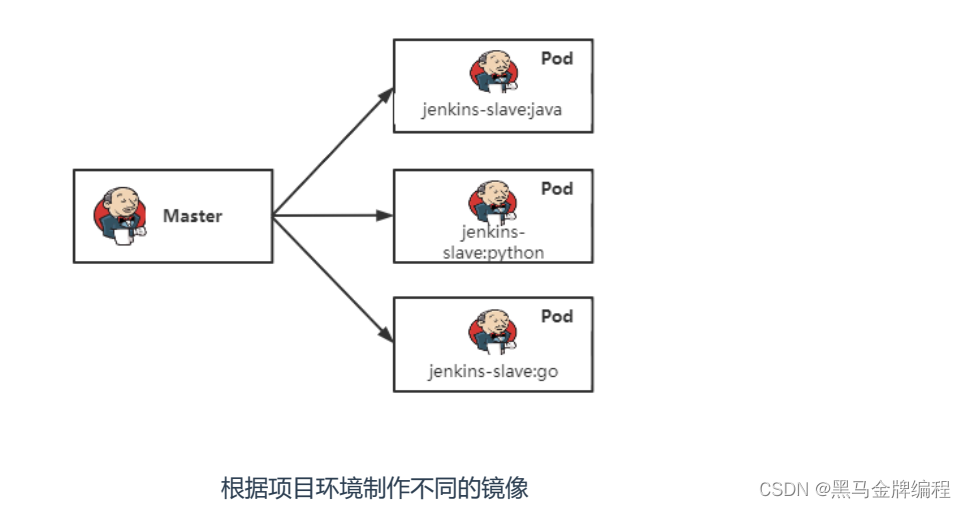 Pod
jenkins-slave:java
Master
Pod
jenkins-
slave:python
Pod
jenkins-slave:go
根据项目环境制作不同的镜像
CSDN @黑马金牌编程